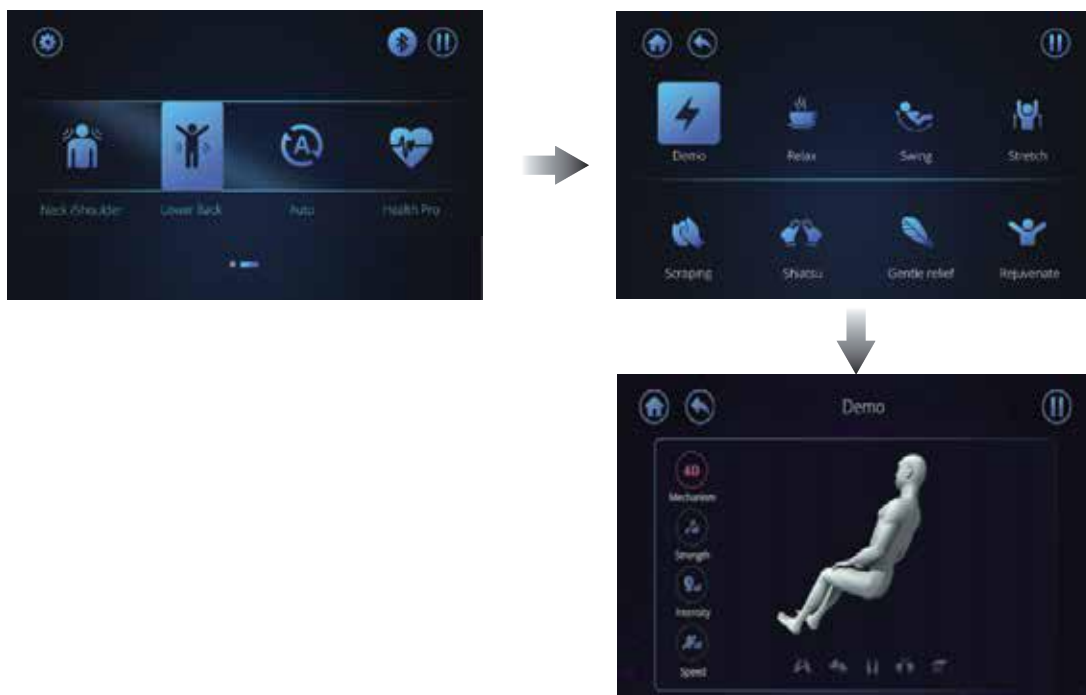 Neck /Shoulder Lower Back Auto Health Pro
Demo Relax Swing Stretch
Scraping Shiatsu Gentle relief Rejuvenate
Demo
4D
Mechanism
Strength
Intensity
Speed